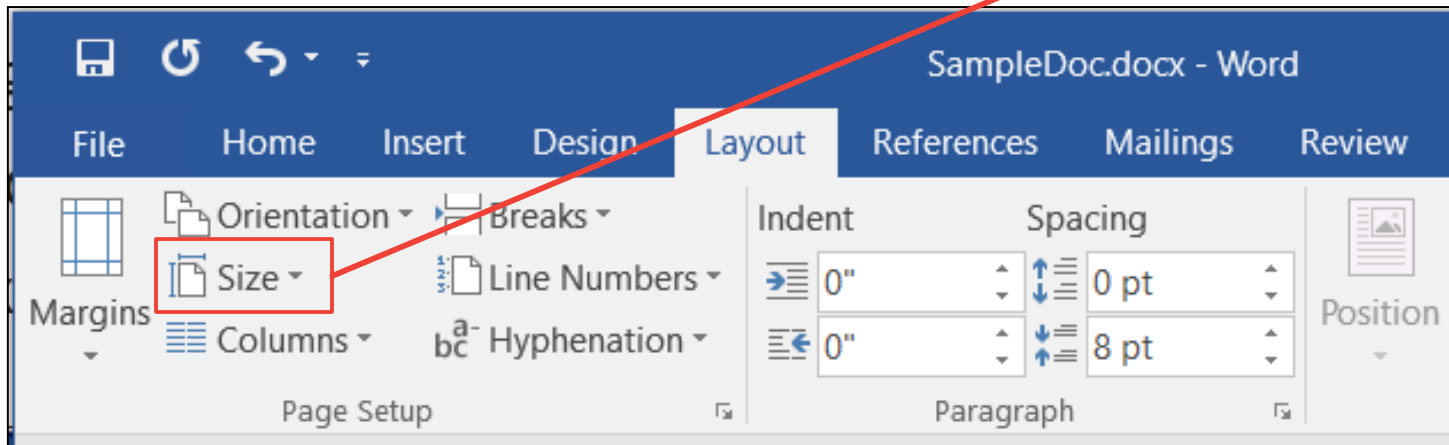 SampleDoc.docx - Word
File Home Insert Design Layout References Mailings Review
Margins
Orientation
Size
Columns
Breaks
Line Numbers
Hyphenation
Page Setup
Indent
0"
0"
Spacing
0 pt
8 pt
Paragraph
Position